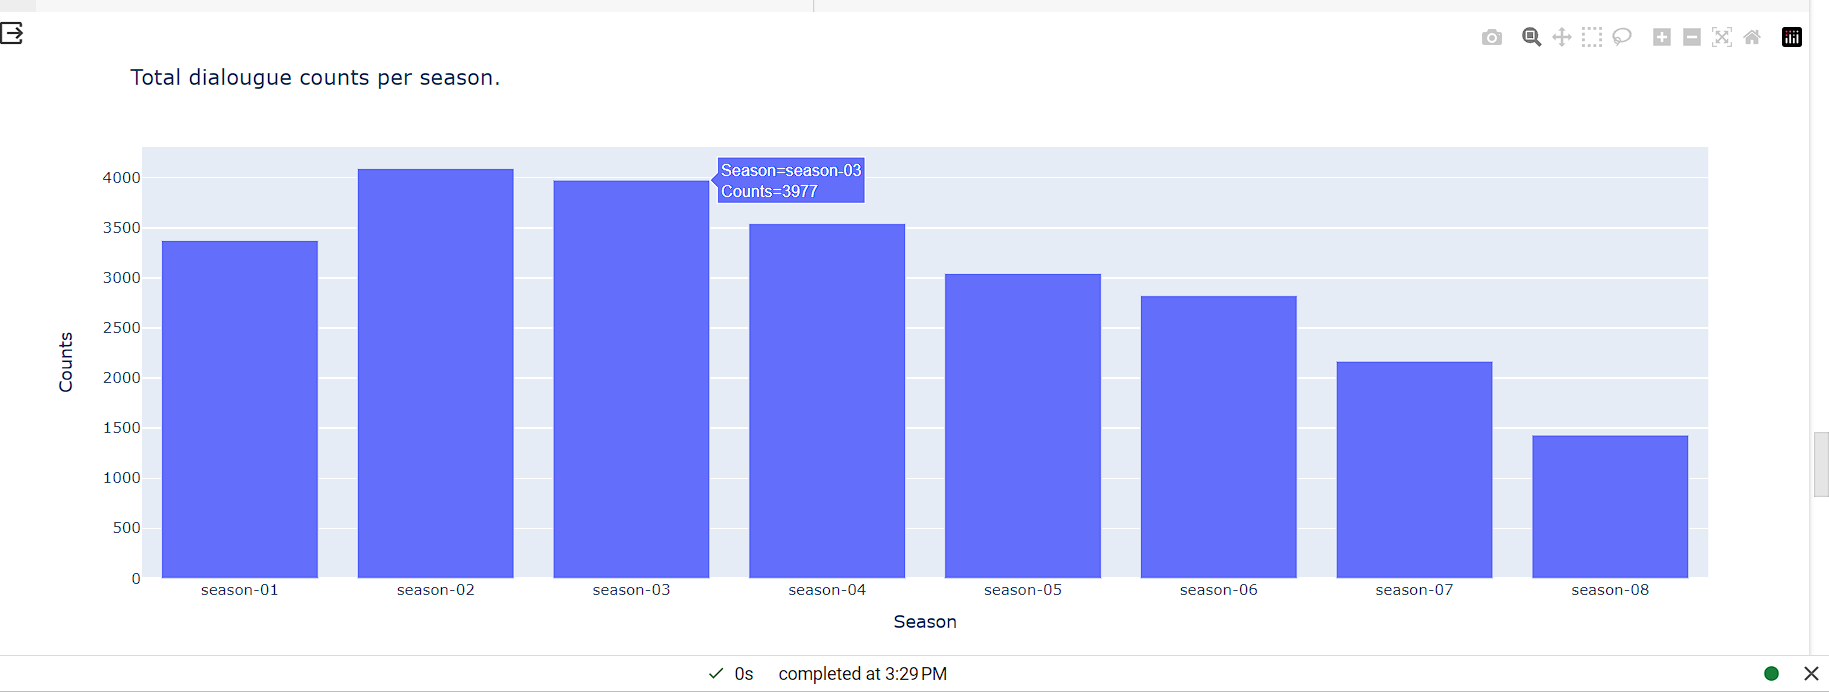 Total dialougue counts per season.
Season=season-03
Counts=3977
4000
3500
3000
2500
2000
1500
1000
500
0
Counts
season-01 season-02 season-03 season-04 season-05 season-06 season-07 season-08
Season
0s completed at 3:29 PM